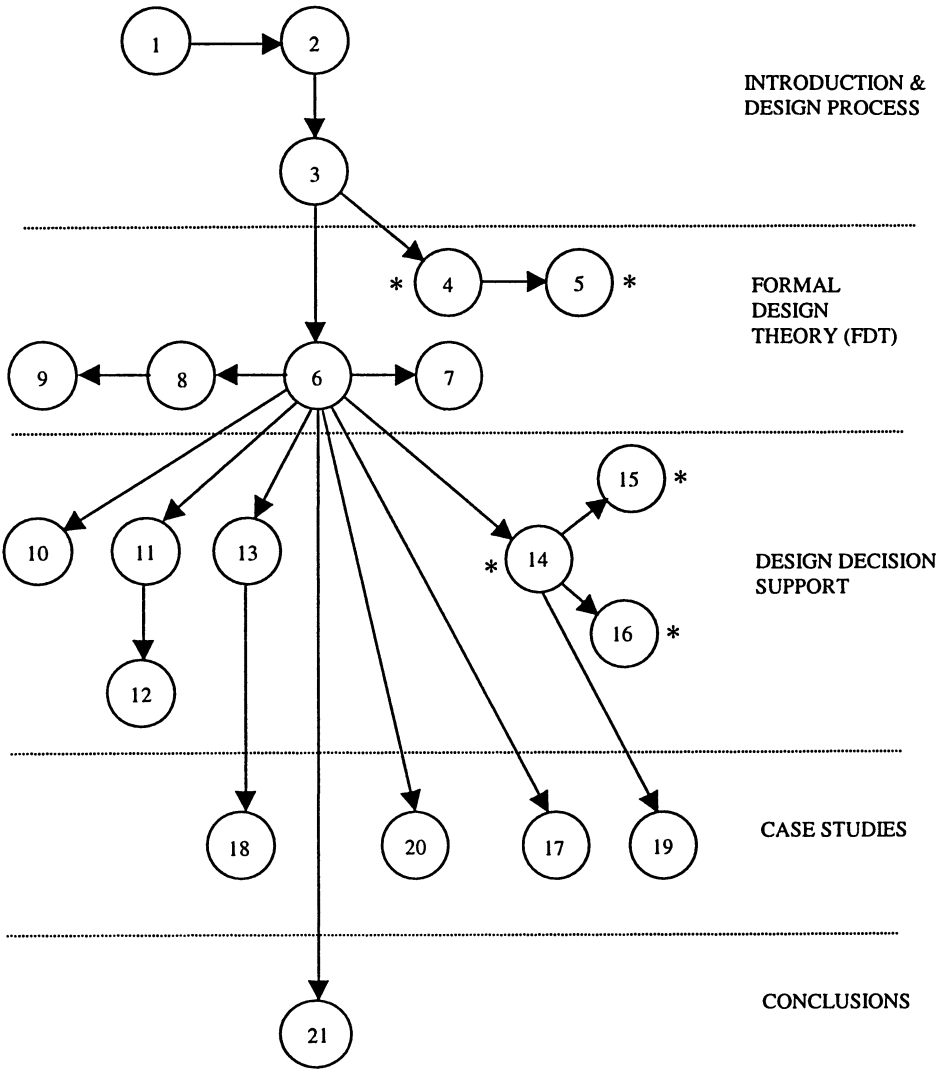 1
2
INTRODUCTION &
DESIGN PROCESS
3
* 4
5 *
FORMAL
DESIGN
THEORY (FDT)
9
8
6
7
15 *
10
11
13
* 14
DESIGN DECISION
SUPPORT
16 *
12
18
20
17
19
CASE STUDIES
21
CONCLUSIONS